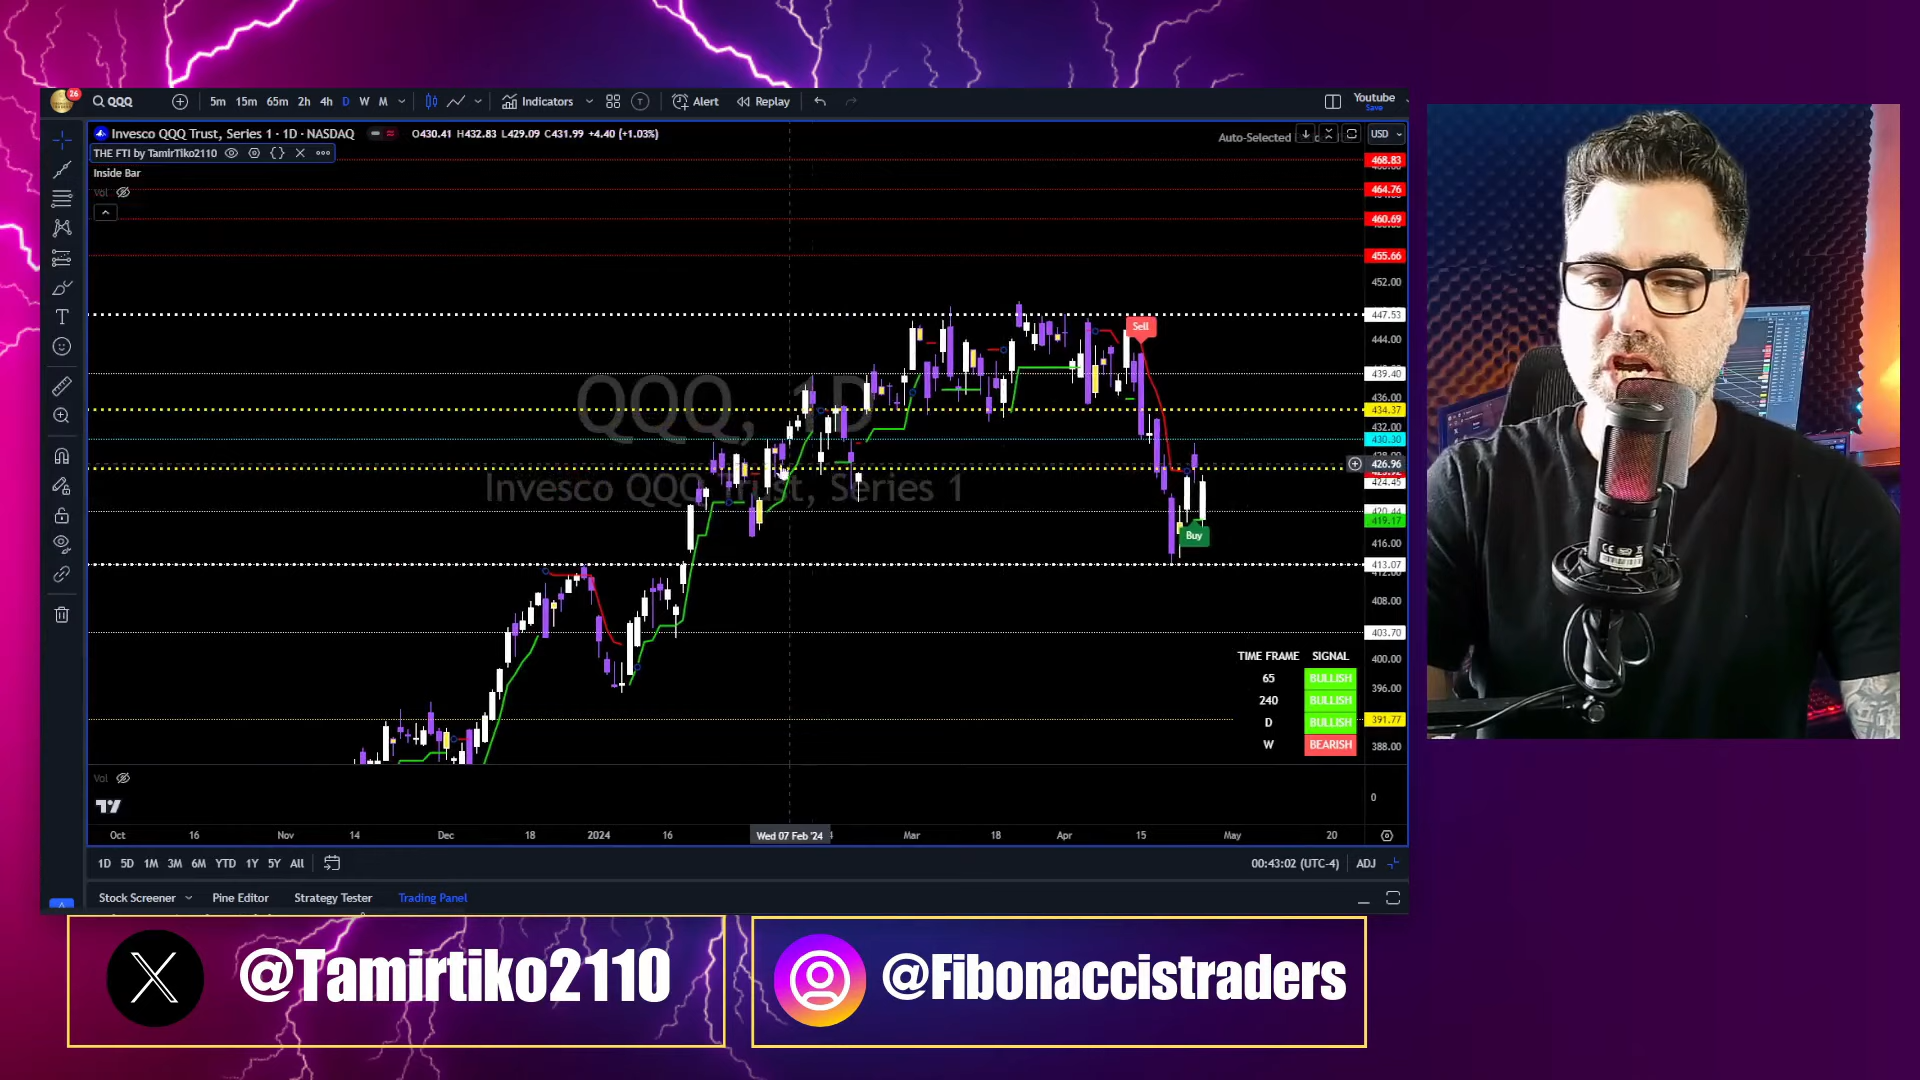 26
QQQ
5m 15m 65m 2h 4h D W M
Indicators
T
Alert
Replay
Youtube
Save
Invesco QQQ Trust, Series 1 · 1D · NASDAQ
O430.41 H432.83 L429.09 C431.99 +4.40 (+1.03%)
Auto-Selected
USD
THE FTI by TamirTiko2110
Inside Bar
Vol
468.83
464.76
460.69
455.66
452.00
447.53
444.00
439.40
436.00
434.37
432.00
430.30
426.96
424.45
420.44
419.17
416.00
413.07
408.00
403.70
400.00
396.00
391.77
388.00
QQQ, 1D
Invesco QQQ Trust, Series 1
Sell
Buy
TIME FRAME SIGNAL
65 BULLISH
240 BULLISH
D BULLISH
W BEARISH
Vol
0
Oct 16 Nov 14 Dec 18 2024 16 Wed 07 Feb '24 Mar 18 Apr 15 May 20
1D 5D 1M 3M 6M YTD 1Y 5Y All
00:43:02 (UTC-4) ADJ
Stock Screener Pine Editor Strategy Tester Trading Panel
@Tamirtiko2110
@Fibonaccistraders